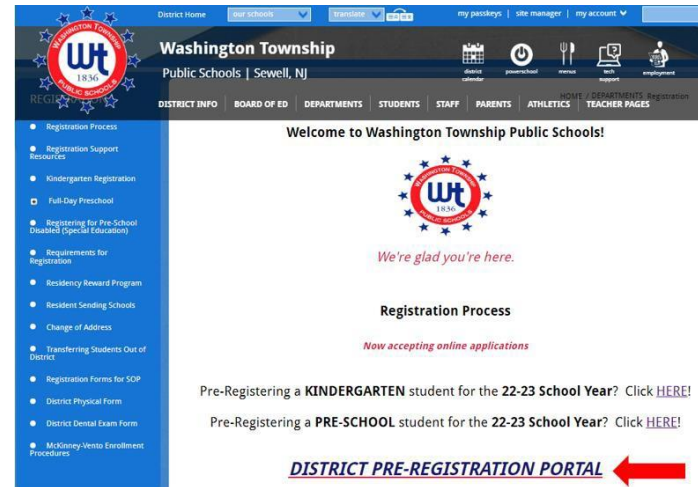 District Home our schools translate my passkeys | site manager | my account
WASHINGTON TOWNSHIP
Wt
1836
PUBLIC SCHOOLS
Washington Township
Public Schools | Sewell, NJ
district calendar
powerschool
menus
tech support
employment
HOME / DEPARTMENTS Registration
DISTRICT INFO BOARD OF ED DEPARTMENTS STUDENTS STAFF PARENTS ATHLETICS TEACHER PAGES
Registration Process
Registration Support
Resources
Kindergarten Registration
Full-Day Preschool
Registering for Pre-School
Disabled (Special Education)
Requirements for
Registration
Residency Reward Program
Resident Sending Schools
Change of Address
Transferring Students Out of
District
Registration Forms for SOP
District Physical Form
District Dental Exam Form
McKinney-Vento Enrollment
Procedures
Welcome to Washington Township Public Schools!
WASHINGTON TOWNSHIP
Wt
1836
PUBLIC SCHOOLS
We're glad you're here.
Registration Process
Now accepting online applications
Pre-Registering a KINDERGARTEN student for the 22-23 School Year? Click HERE!
Pre-Registering a PRE-SCHOOL student for the 22-23 School Year? Click HERE!
DISTRICT PRE-REGISTRATION PORTAL